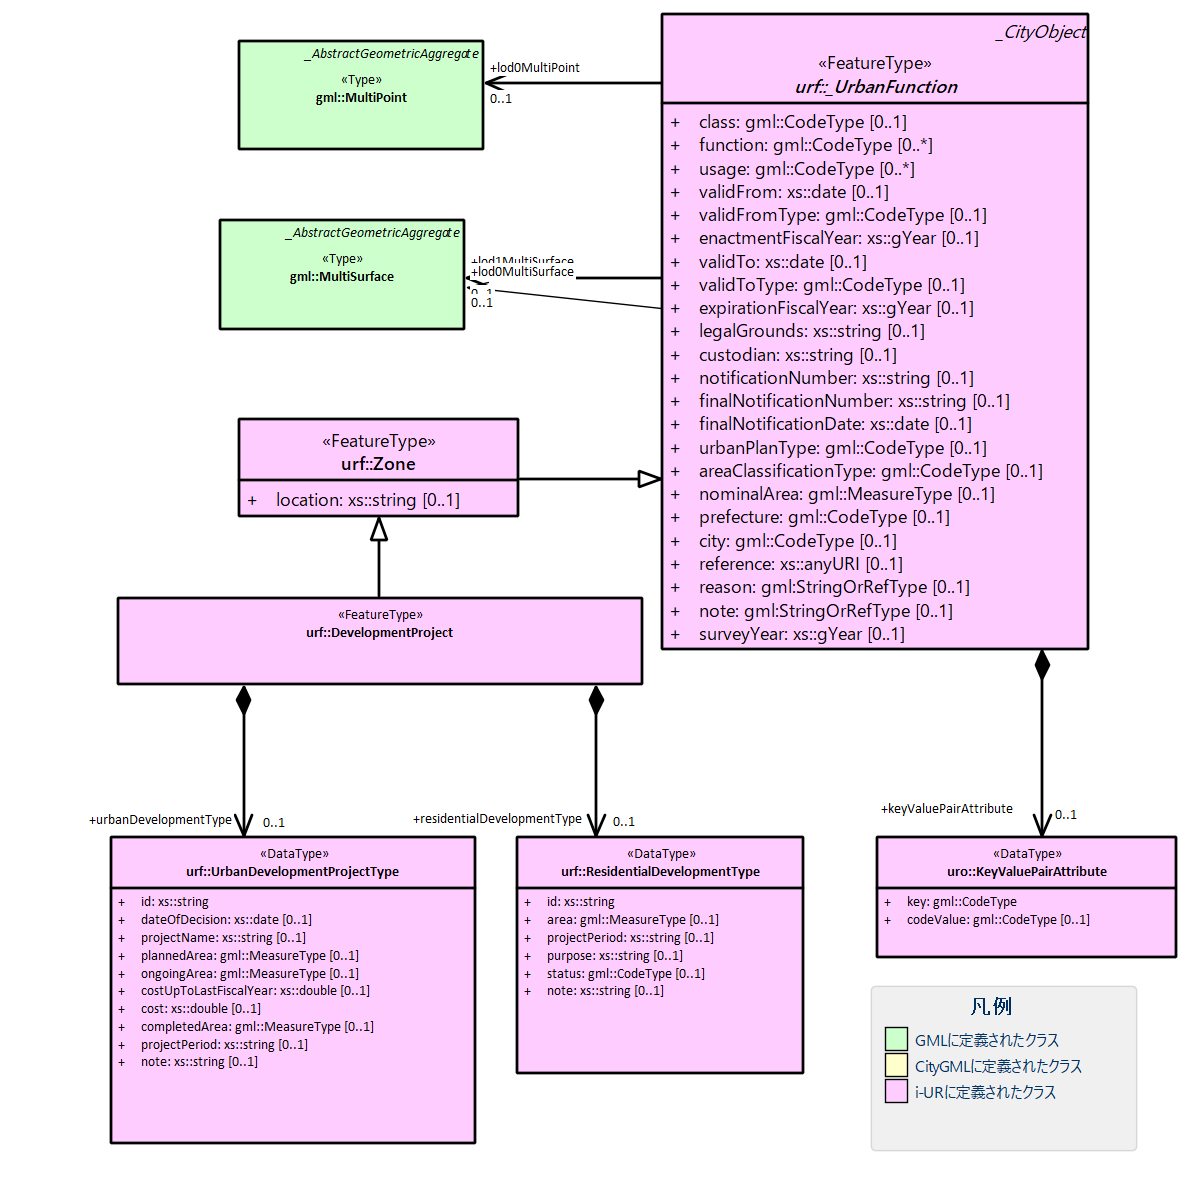 _CityObject
«FeatureType»
urf::_UrbanFunction
+ class: gml::CodeType [0..1]
+ function: gml::CodeType [0..*]
+ usage: gml::CodeType [0..*]
+ validFrom: xs::date [0..1]
+ validFromType: gml::CodeType [0..1]
+ enactmentFiscalYear: xs::gYear [0..1]
+ validTo: xs::date [0..1]
+ validToType: gml::CodeType [0..1]
+ expirationFiscalYear: xs::gYear [0..1]
+ legalGrounds: xs::string [0..1]
+ custodian: xs::string [0..1]
+ notificationNumber: xs::string [0..1]
+ finalNotificationNumber: xs::string [0..1]
+ finalNotificationDate: xs::date [0..1]
+ urbanPlanType: gml::CodeType [0..1]
+ areaClassificationType: gml::CodeType [0..1]
+ nominalArea: gml::MeasureType [0..1]
+ prefecture: gml::CodeType [0..1]
+ city: gml::CodeType [0..1]
+ reference: xs::anyURI [0..1]
+ reason: gml:StringOrRefType [0..1]
+ note: gml:StringOrRefType [0..1]
+ surveyYear: xs::gYear [0..1]
_AbstractGeometricAggregate
«Type»
gml::MultiPoint
+lod0MultiPoint
0..1
_AbstractGeometricAggregate
«Type»
gml::MultiSurface
+lod1MultiSurface
+lod0MultiSurface
0..1
0..1
«FeatureType»
urf::Zone
+ location: xs::string [0..1]
«FeatureType»
urf::DevelopmentProject
+urbanDevelopmentType
0..1
+residentialDevelopmentType
0..1
+keyValuePairAttribute
0..1
«DataType»
urf::UrbanDevelopmentProjectType
+ id: xs::string
+ dateOfDecision: xs::date [0..1]
+ projectName: xs::string [0..1]
+ plannedArea: gml::MeasureType [0..1]
+ ongoingArea: gml::MeasureType [0..1]
+ costUpToLastFiscalYear: xs::double [0..1]
+ cost: xs::double [0..1]
+ completedArea: gml::MeasureType [0..1]
+ projectPeriod: xs::string [0..1]
+ note: xs::string [0..1]
«DataType»
urf::ResidentialDevelopmentType
+ id: xs::string
+ area: gml::MeasureType [0..1]
+ projectPeriod: xs::string [0..1]
+ purpose: xs::string [0..1]
+ status: gml::CodeType [0..1]
+ note: xs::string [0..1]
«DataType»
uro::KeyValuePairAttribute
+ key: gml::CodeType
+ codeValue: gml::CodeType [0..1]
凡例
GMLに定義されたクラス
CityGMLに定義されたクラス
i-URに定義されたクラス